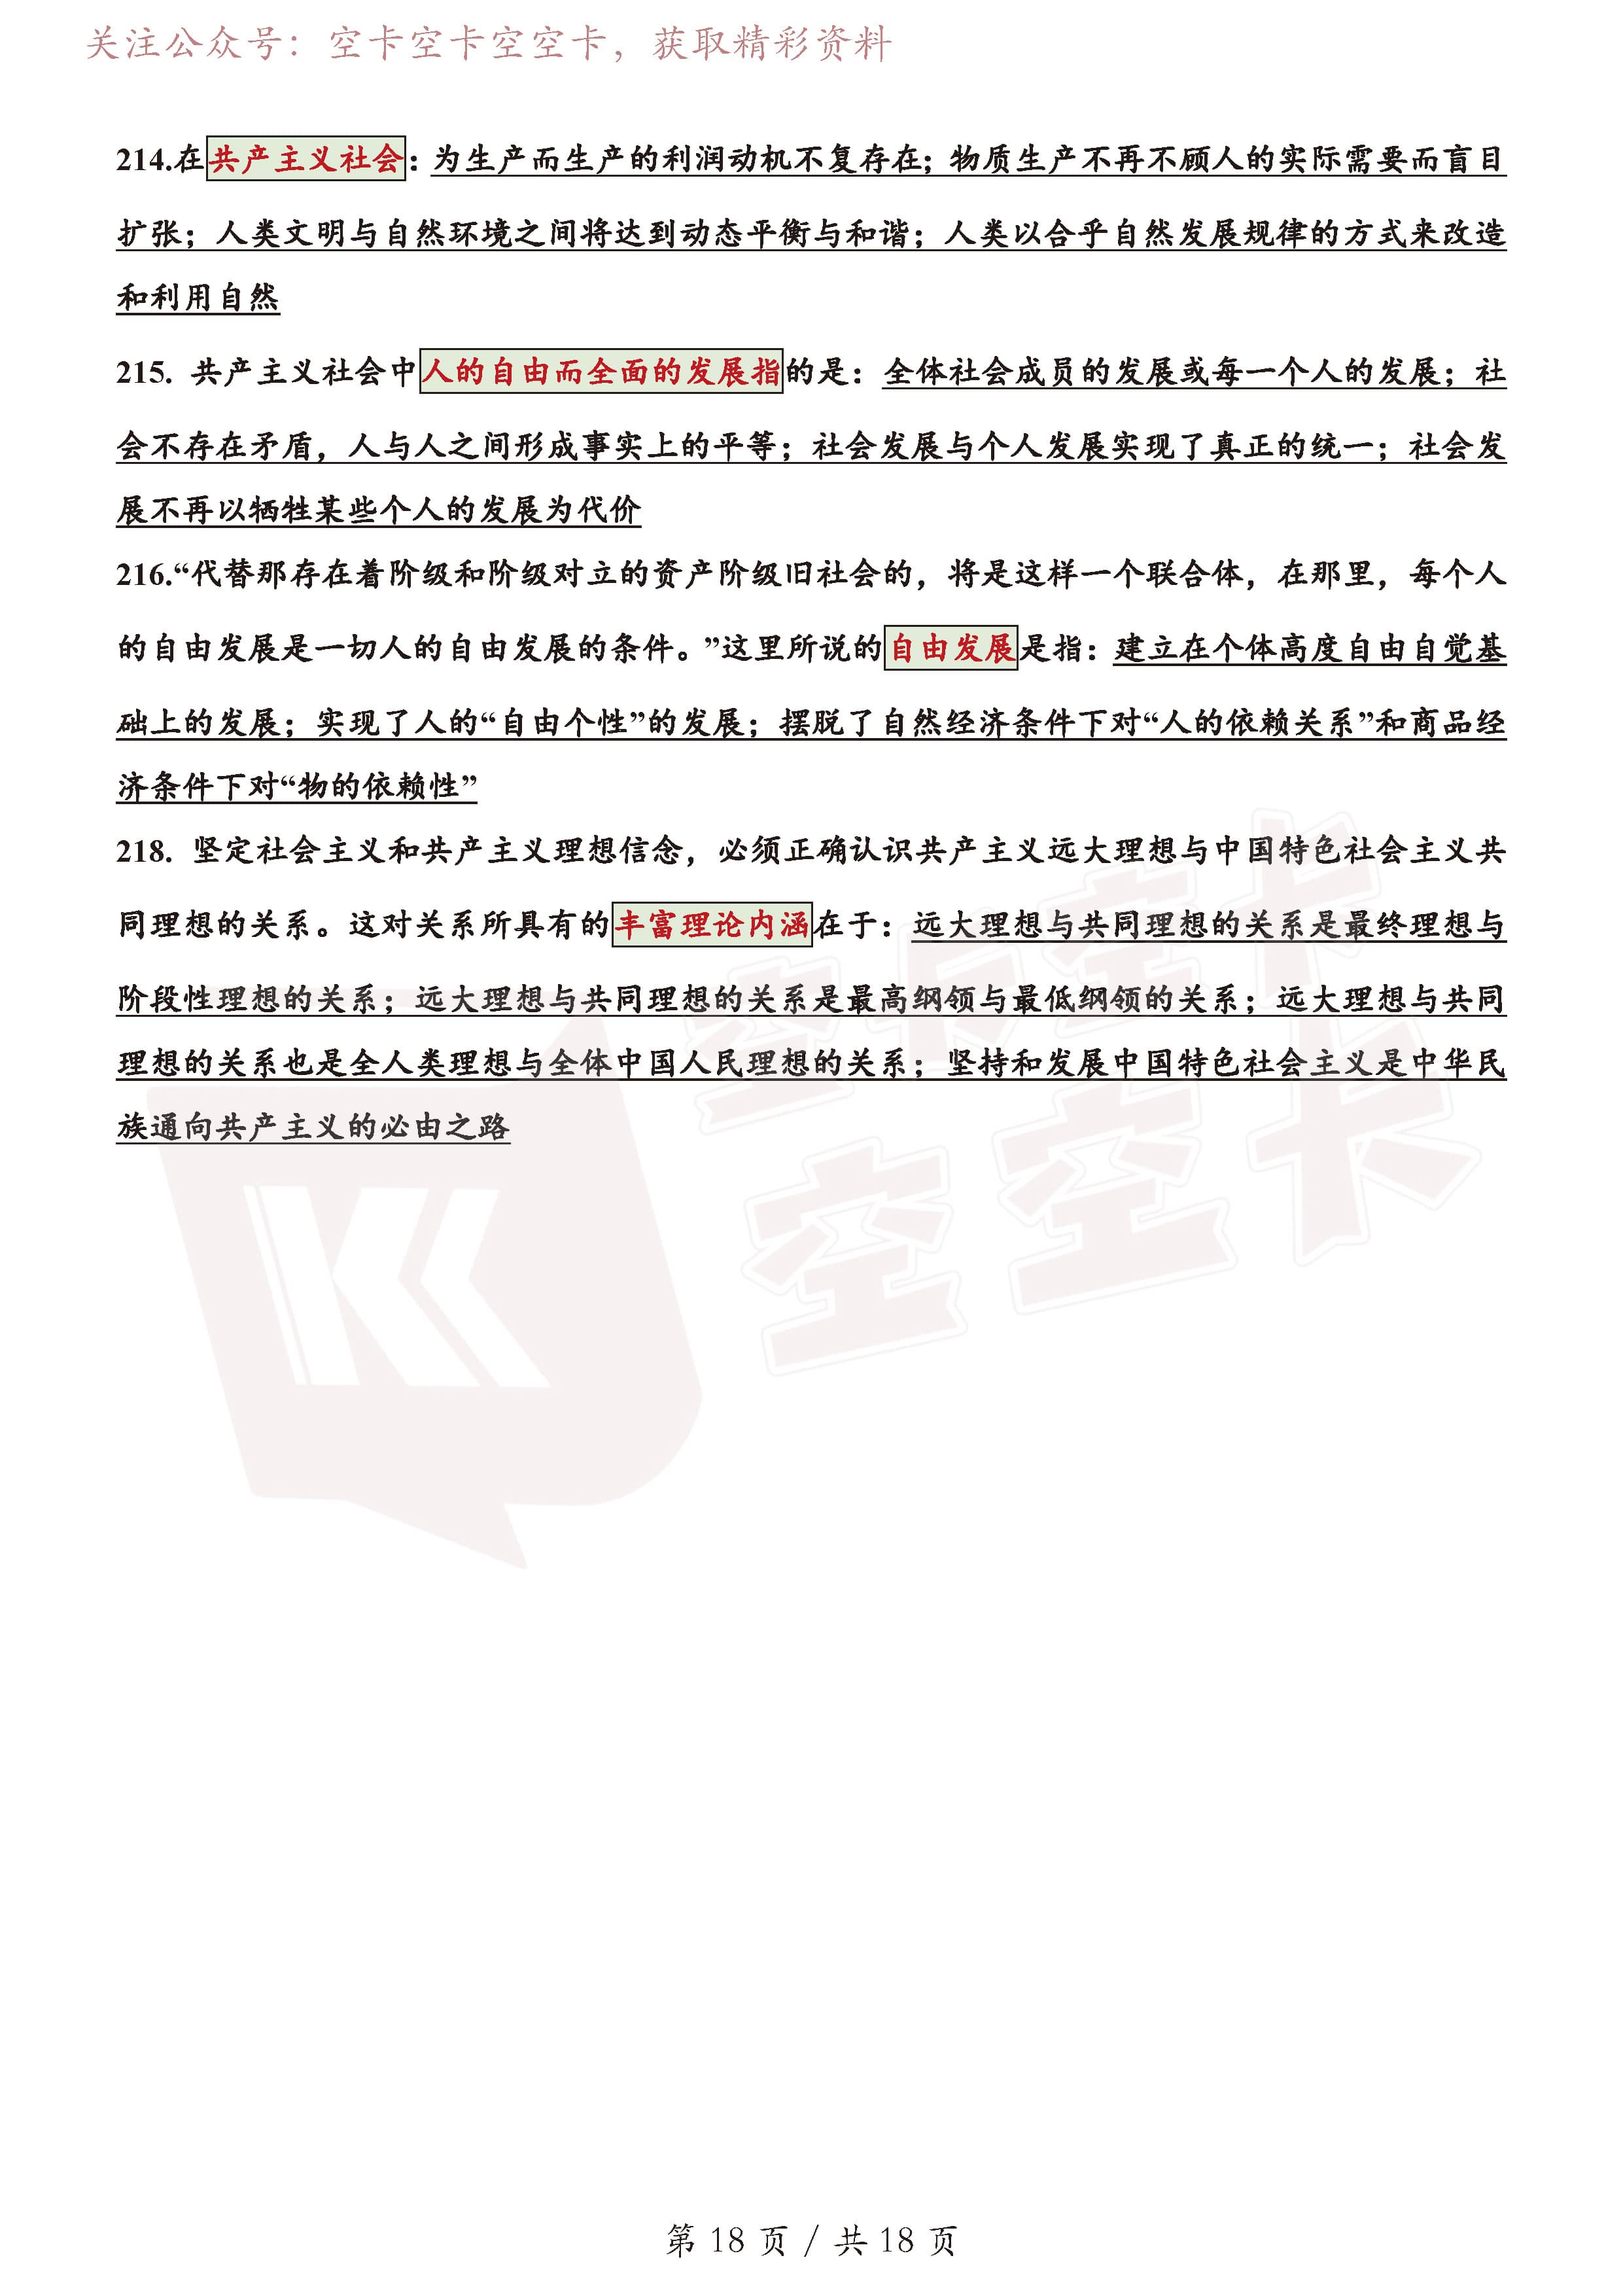 关注公众号：空卡空卡空空卡，获取精彩资料
214.在共产主义社会：为生产而生产的利润动机不复存在；物质生产不再不顾人的实际需要而盲目
扩张；人类文明与自然环境之间将达到动态平衡与和谐；人类以合乎自然发展规律的方式来改造
和利用自然
215. 共产主义社会中人的自由而全面的发展指的是：全体社会成员的发展或每一个人的发展；社
会不存在矛盾，人与人之间形成事实上的平等；社会发展与个人发展实现了真正的统一；社会发
展不再以牺牲某些个人的发展为代价
216.“代替那存在着阶级和阶级对立的资产阶级旧社会的，将是这样一个联合体，在那里，每个人
的自由发展是一切人的自由发展的条件。”这里所说的自由发展是指：建立在个体高度自由自觉基
础上的发展；实现了人的“自由个性”的发展；摆脱了自然经济条件下对“人的依赖关系”和商品经
济条件下对“物的依赖性”
218. 坚定社会主义和共产主义理想信念，必须正确认识共产主义远大理想与中国特色社会主义共
同理想的关系。这对关系所具有的丰富理论内涵在于：远大理想与共同理想的关系是最终理想与
阶段性理想的关系；远大理想与共同理想的关系是最高纲领与最低纲领的关系；远大理想与共同
理想的关系也是全人类理想与全体中国人民理想的关系；坚持和发展中国特色社会主义是中华民
族通向共产主义的必由之路
空卡空卡
空空卡
第 18 页 / 共 18 页